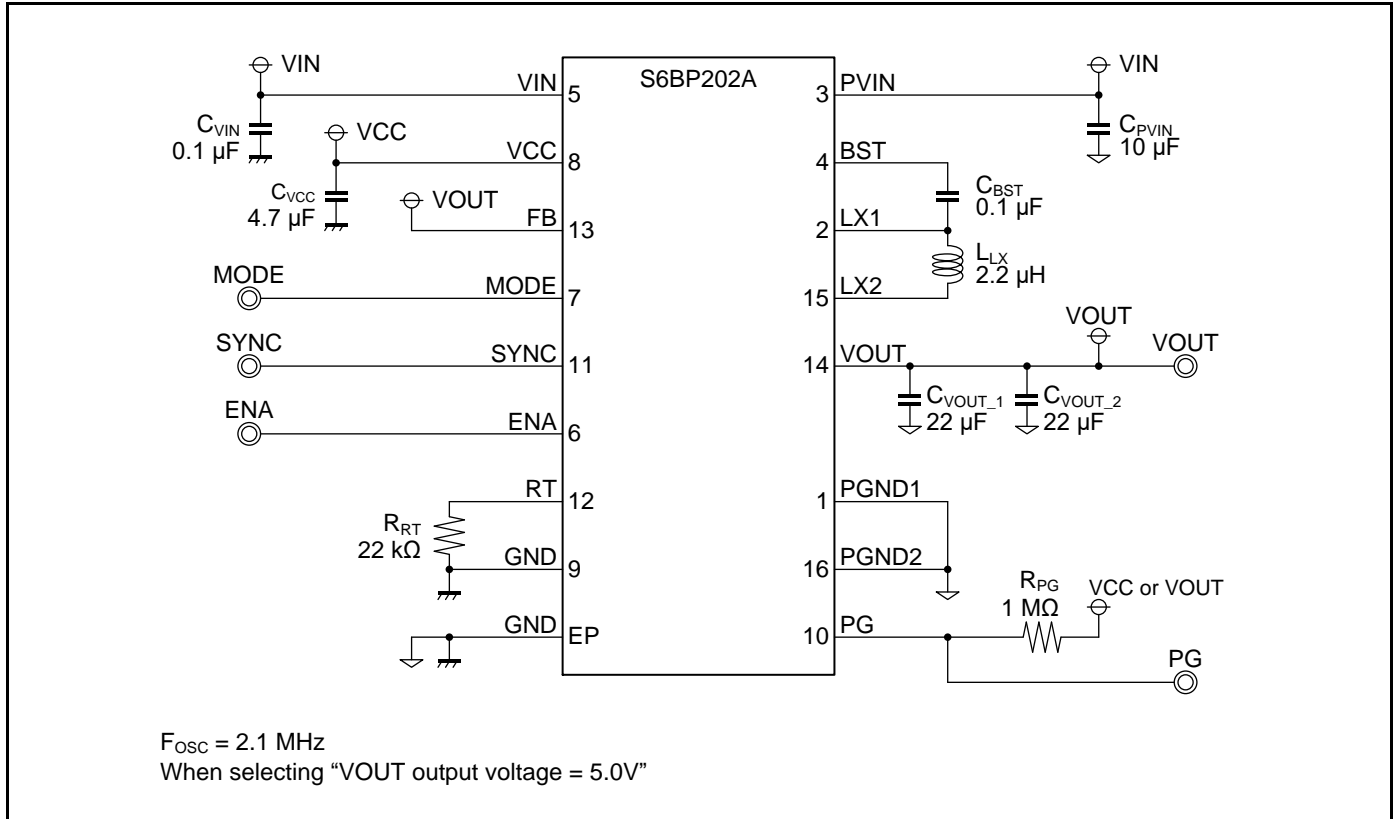 S6BP202A
VIN
VIN
5
C_VIN
0.1 µF
VCC
VCC
8
C_VCC
4.7 µF
VOUT
FB
13
MODE
MODE
7
SYNC
SYNC
11
ENA
ENA
6
RT
12
R_RT
22 kΩ
GND
9
GND
EP
3
PVIN
VIN
C_PVIN
10 µF
4
BST
C_BST
0.1 µF
2
LX1
L_LX
2.2 µH
15
LX2
14
VOUT
VOUT
VOUT
C_VOUT_1
22 µF
C_VOUT_2
22 µF
1
PGND1
16
PGND2
10
PG
R_PG
1 MΩ
VCC or VOUT
PG
F_OSC = 2.1 MHz
When selecting “VOUT output voltage = 5.0V”